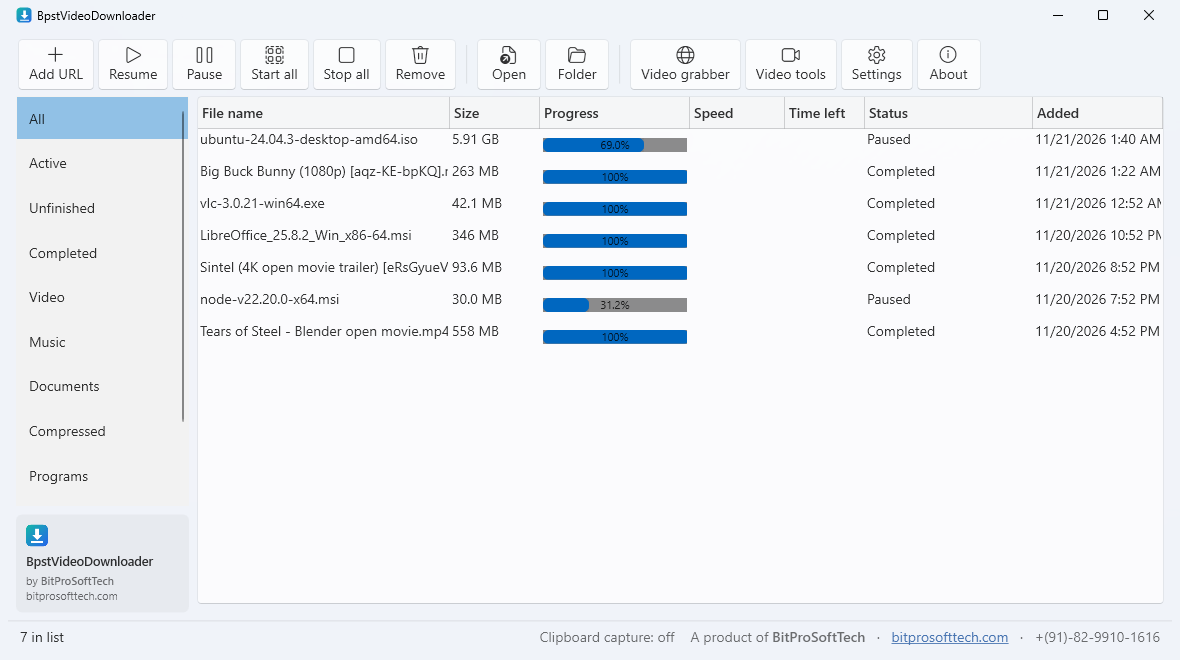 BpstVideoDownloader
Add URL
Resume
Pause
Start all
Stop all
Remove
Open
Folder
Video grabber
Video tools
Settings
About
All
Active
Unfinished
Completed
Video
Music
Documents
Compressed
Programs
BpstVideoDownloader
by BitProSoftTech
bitprosofttech.com
File name Size Progress Speed Time left Status Added
ubuntu-24.04.3-desktop-amd64.iso 5.91 GB 69.0% Paused 11/21/2026 1:40 AM
Big Buck Bunny (1080p) [aqz-KE-bpKQ].r 263 MB 100% Completed 11/21/2026 1:22 AM
vlc-3.0.21-win64.exe 42.1 MB 100% Completed 11/21/2026 12:52 AM
LibreOffice_25.8.2_Win_x86-64.msi 346 MB 100% Completed 11/20/2026 10:52 PM
Sintel (4K open movie trailer) [eRsGyueV 93.6 MB 100% Completed 11/20/2026 8:52 PM
node-v22.20.0-x64.msi 30.0 MB 31.2% Paused 11/20/2026 7:52 PM
Tears of Steel - Blender open movie.mp4 558 MB 100% Completed 11/20/2026 4:52 PM
7 in list
Clipboard capture: off A product of BitProSoftTech · bitprosofttech.com · +(91)-82-9910-1616